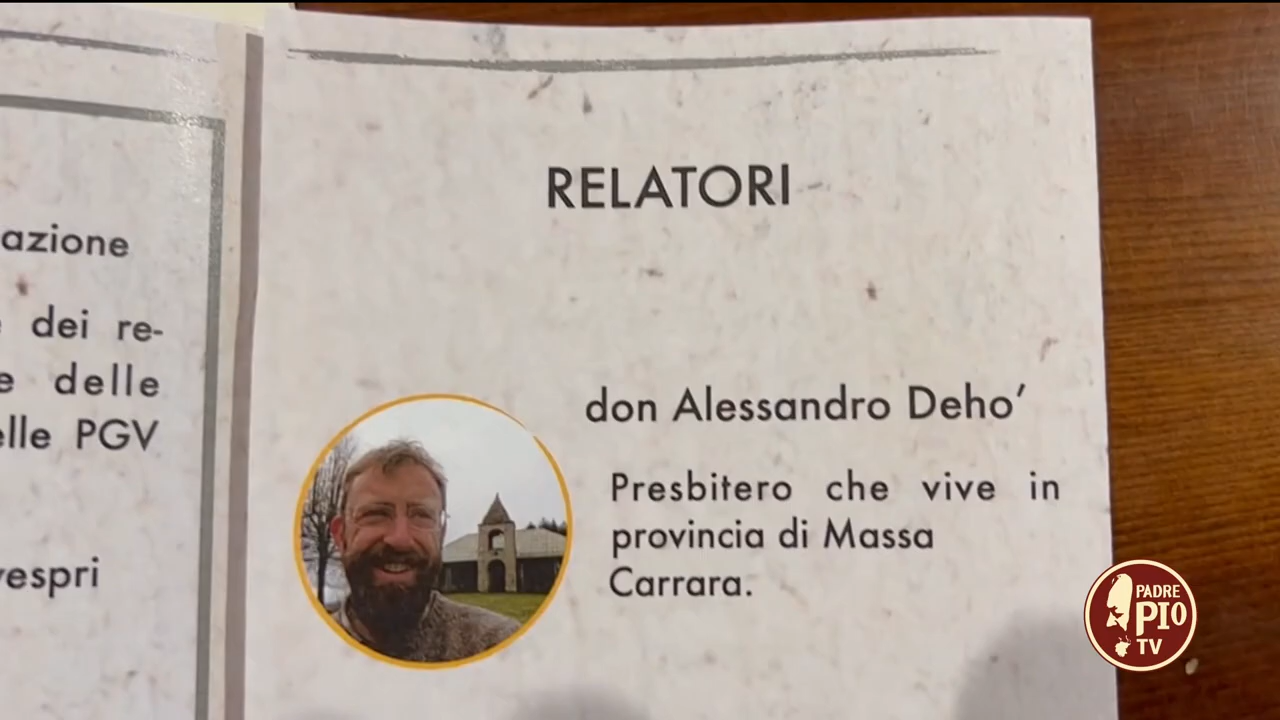 azione
dei re-
e delle
elle PGV
vespri
RELATORI
don Alessandro Deho’
Presbitero che vive in
provincia di Massa
Carrara.
PADRE
PIO
TV